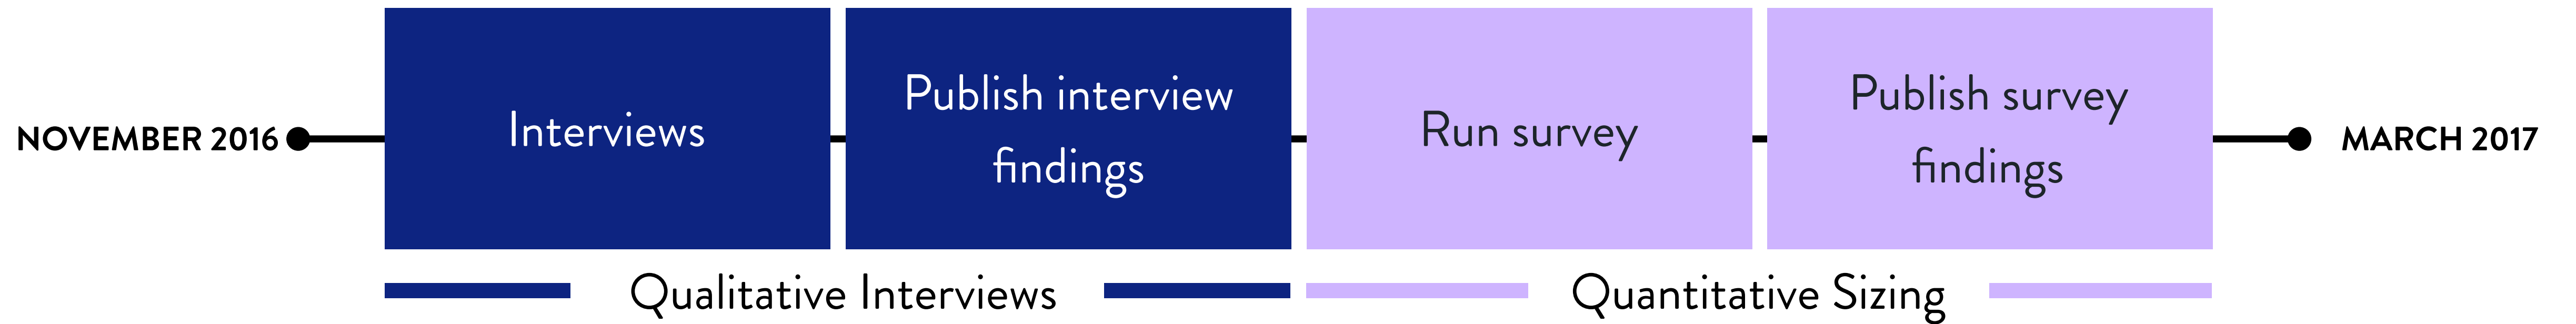 NOVEMBER 2016
Interviews
Publish interview
findings
Run survey
Publish survey
findings
MARCH 2017
Qualitative Interviews
Quantitative Sizing